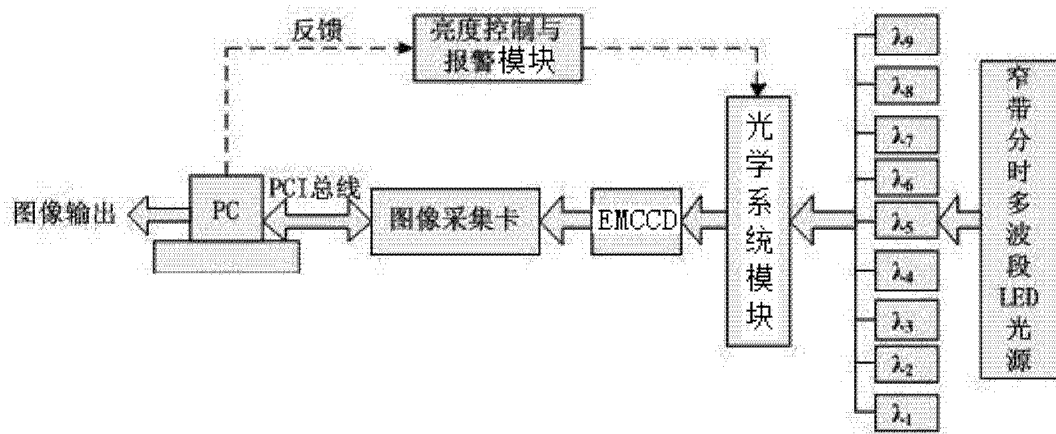 反馈
亮度控制与
报警模块
PCI总线
图像输出
PC
图像采集卡
EMCCD
光学系统模块
λ9
λ8
λ7
λ6
λ5
λ4
λ3
λ2
λ1
窄带分时多波段
LED
光源